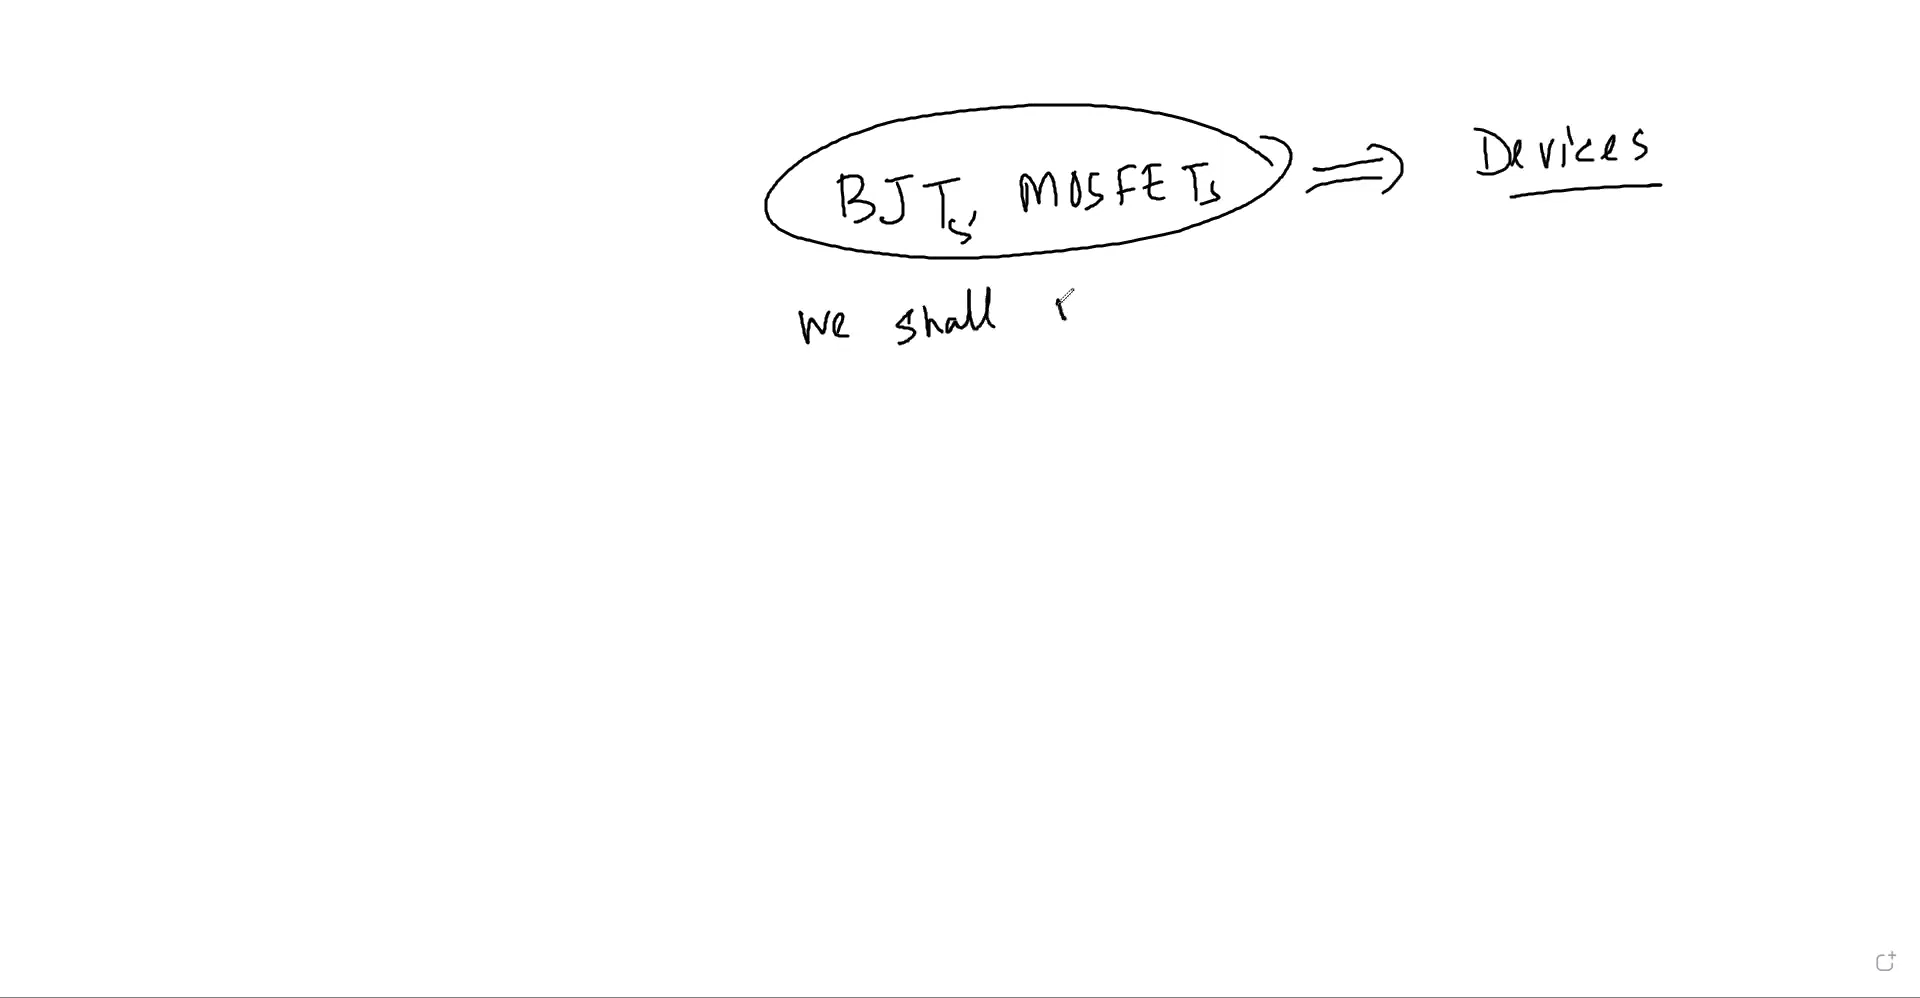 BJTs, MOSFETs ⇒ Devices
we shall